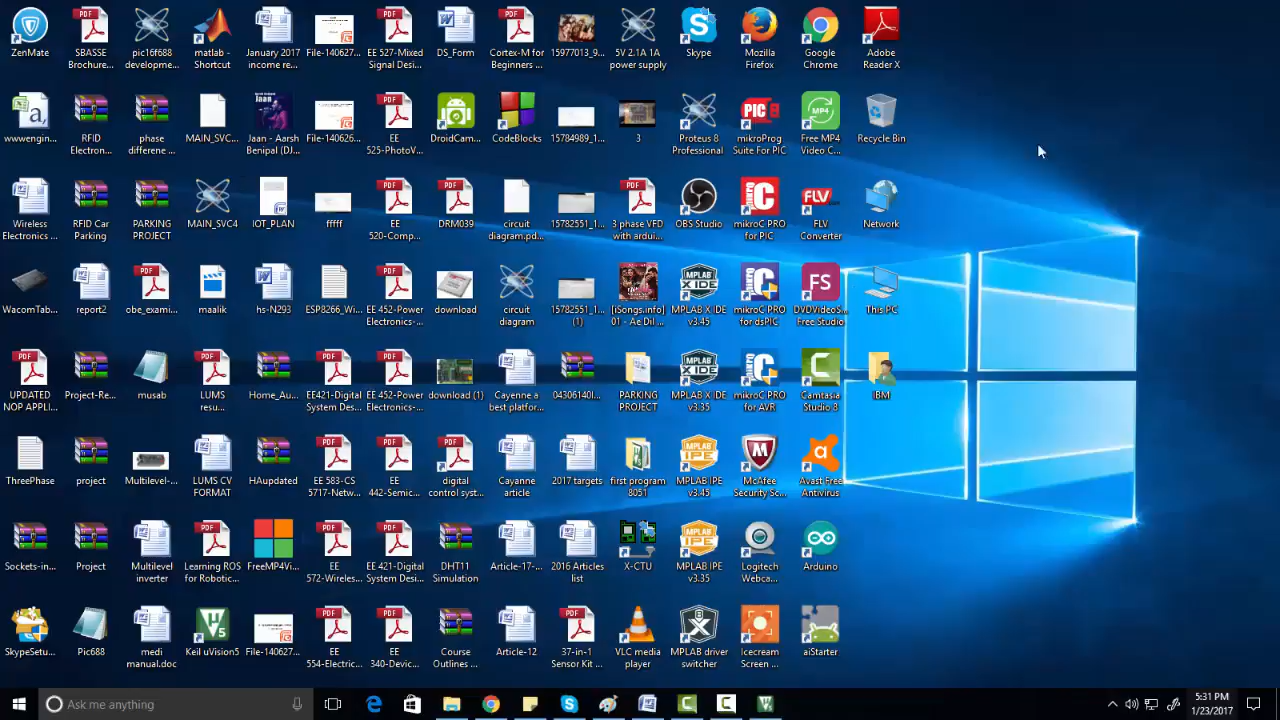 ZenMate
SBASSE Brochure...
pic16f688 developme...
matlab - Shortcut
January 2017 income re...
File-140627...
EE 527-Mixed Signal Desi...
DS_Form
Cortex-M for Beginners ...
15977013_9...
5V 2.1A 1A power supply
Skype
Mozilla Firefox
Google Chrome
Adobe Reader X
wwwengin...
RFID Electron...
phase differene ...
MAIN_SVC...
Jaan - Aarsh Benipal (DJ...
File-140626...
EE 525-PhotoV...
DroidCam...
CodeBlocks
15784989_1...
3
Proteus 8 Professional
mikroProg Suite For PIC
Free MP4 Video C...
Recycle Bin
Wireless Electronics ...
RFID Car Parking
PARKING PROJECT
MAIN_SVC4
IOT_PLAN
fffff
EE 520-Comp...
DRM039
circuit diagram.pd...
15782551_1...
3 phase VFD with ardui...
OBS Studio
mikroC PRO for PIC
FLV Converter
Network
WacomTab...
report2
obe_exami...
maalik
hs-N293
ESP8266_Wi...
EE 452-Power Electronics-...
download
circuit diagram
15782551_1... (1)
[iSongs.info] 01 - Ae Dil ...
MPLAB X IDE v3.45
mikroC PRO for dsPIC
DVDVideoS... Free Studio
This PC
UPDATED NOP APPLI...
Project-Re...
musab
LUMS resu...
Home_Au...
EE421-Digital System Des...
EE 452-Power Electronics-...
download (1)
Cayenne a best platfor...
04306140I...
PARKING PROJECT
MPLAB X IDE v3.35
mikroC PRO for AVR
Camtasia Studio 8
IBM
ThreePhase
project
Multilevel-...
LUMS CV FORMAT
HAupdated
EE 583-CS 5717-Netw...
EE 442-Semic...
digital control syst...
Cayanne article
2017 targets
first program 8051
MPLAB IPE v3.45
McAfee Security Sc...
Avast Free Antivirus
Sockets-in...
Project
Multilevel inverter
Learning ROS for Robotic...
FreeMP4Vi...
EE 572-Wireles...
EE 421-Digital System Desi...
DHT11 Simulation
Article-17-...
2016 Articles list
X-CTU
MPLAB IPE v3.35
Logitech Webca...
Arduino
SkypeSetu...
Pic688
medi manual.doc
Keil uVision5
File-140627...
EE 554-Electric...
EE 340-Devic...
Course Outlines ...
Article-12
37-in-1 Sensor Kit ...
VLC media player
MPLAB driver switcher
Icecream Screen ...
aiStarter
Ask me anything
5:31 PM
1/23/2017